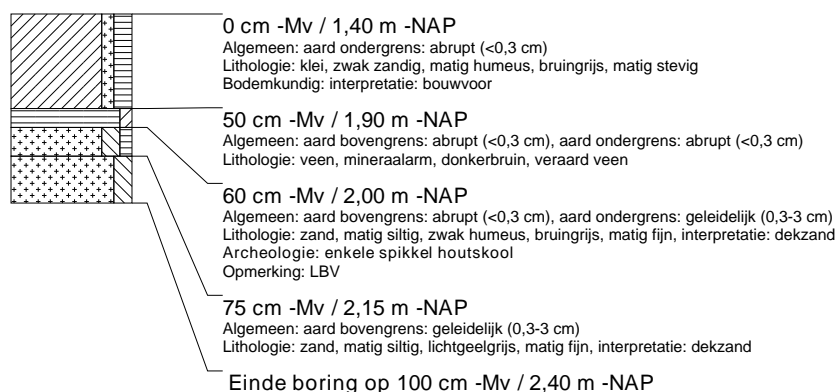 0 cm -Mv / 1,40 m -NAP
Algemeen: aard ondergrens: abrupt (<0,3 cm)
Lithologie: klei, zwak zandig, matig humeus, bruingrijs, matig stevig
Bodemkundig: interpretatie: bouwvoor
50 cm -Mv / 1,90 m -NAP
Algemeen: aard bovengrens: abrupt (<0,3 cm), aard ondergrens: abrupt (<0,3 cm)
Lithologie: veen, mineraalarm, donkerbruin, veraard veen
60 cm -Mv / 2,00 m -NAP
Algemeen: aard bovengrens: abrupt (<0,3 cm), aard ondergrens: geleidelijk (0,3-3 cm)
Lithologie: zand, matig siltig, zwak humeus, bruingrijs, matig fijn, interpretatie: dekzand
Archeologie: enkele spikkel houtskool
Opmerking: LBV
75 cm -Mv / 2,15 m -NAP
Algemeen: aard bovengrens: geleidelijk (0,3-3 cm)
Lithologie: zand, matig siltig, lichtgeelgrijs, matig fijn, interpretatie: dekzand
Einde boring op 100 cm -Mv / 2,40 m -NAP